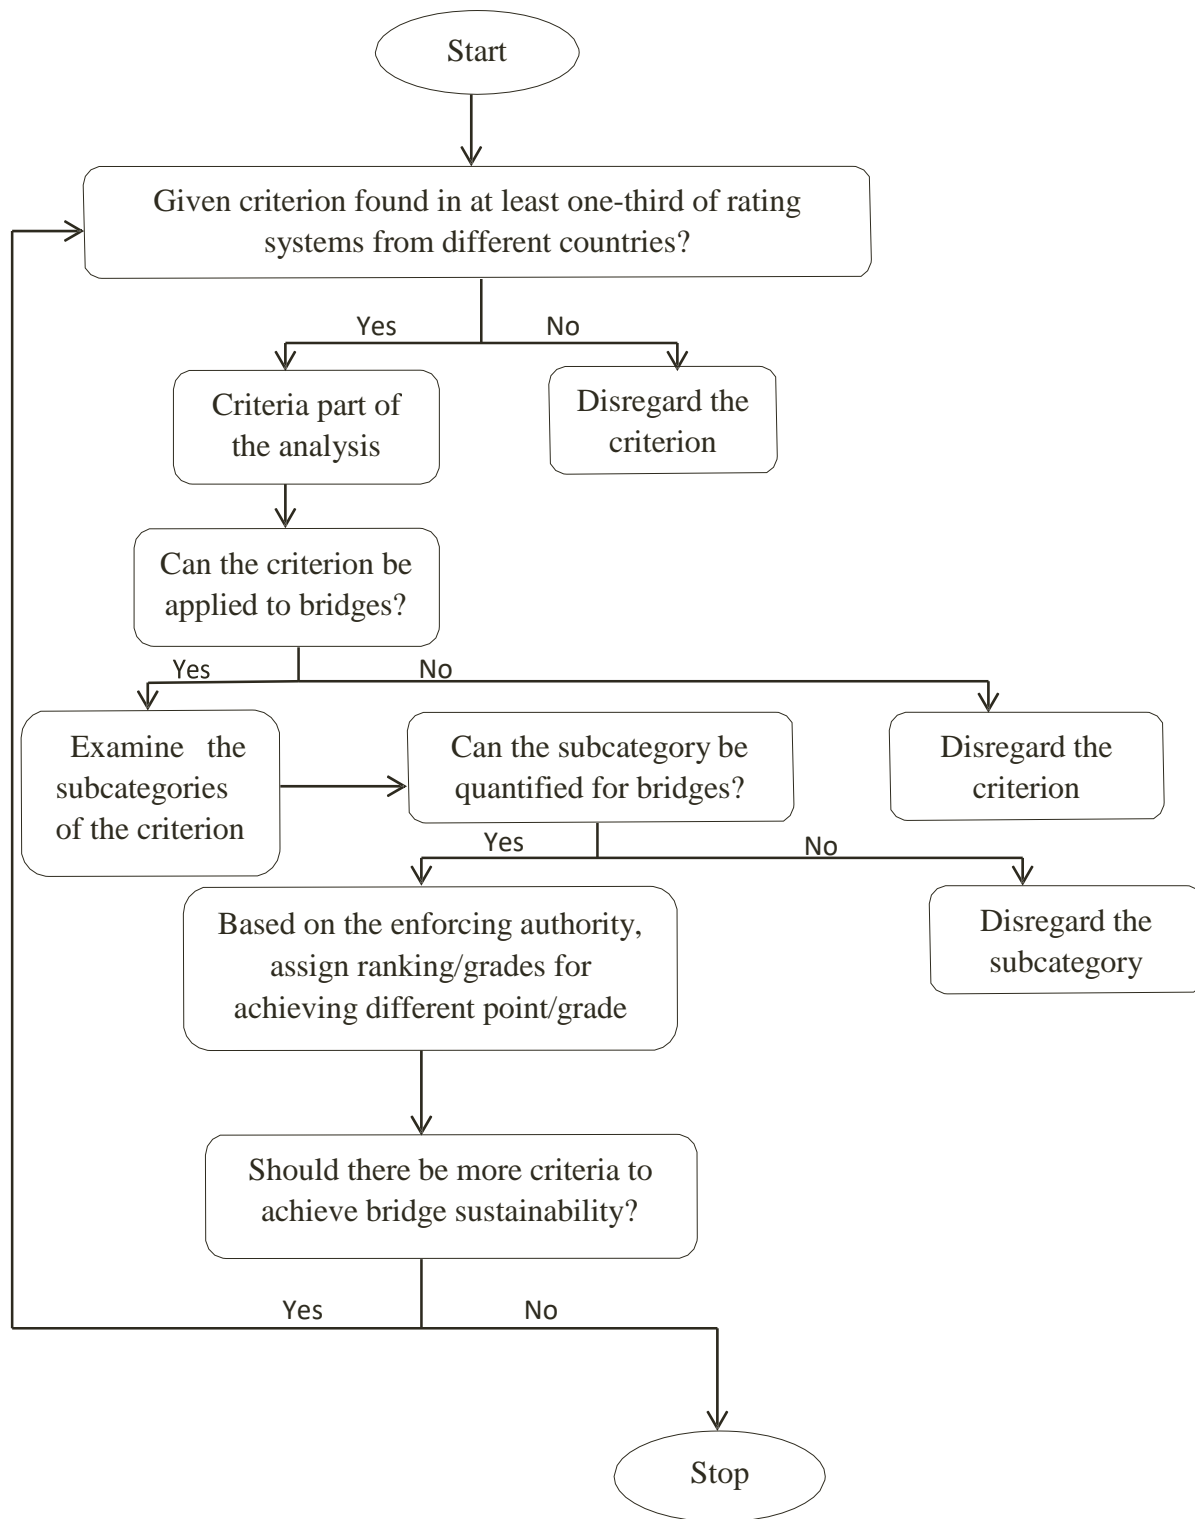 Start
Given criterion found in at least one-third of rating
systems from different countries?
Yes
No
Criteria part of
the analysis
Disregard the
criterion
Can the criterion be
applied to bridges?
Yes
No
Examine the
subcategories
of the criterion
Can the subcategory be
quantified for bridges?
Disregard the
criterion
Yes
No
Based on the enforcing authority,
assign ranking/grades for
achieving different point/grade
Disregard the
subcategory
Should there be more criteria to
achieve bridge sustainability?
Yes
No
Stop